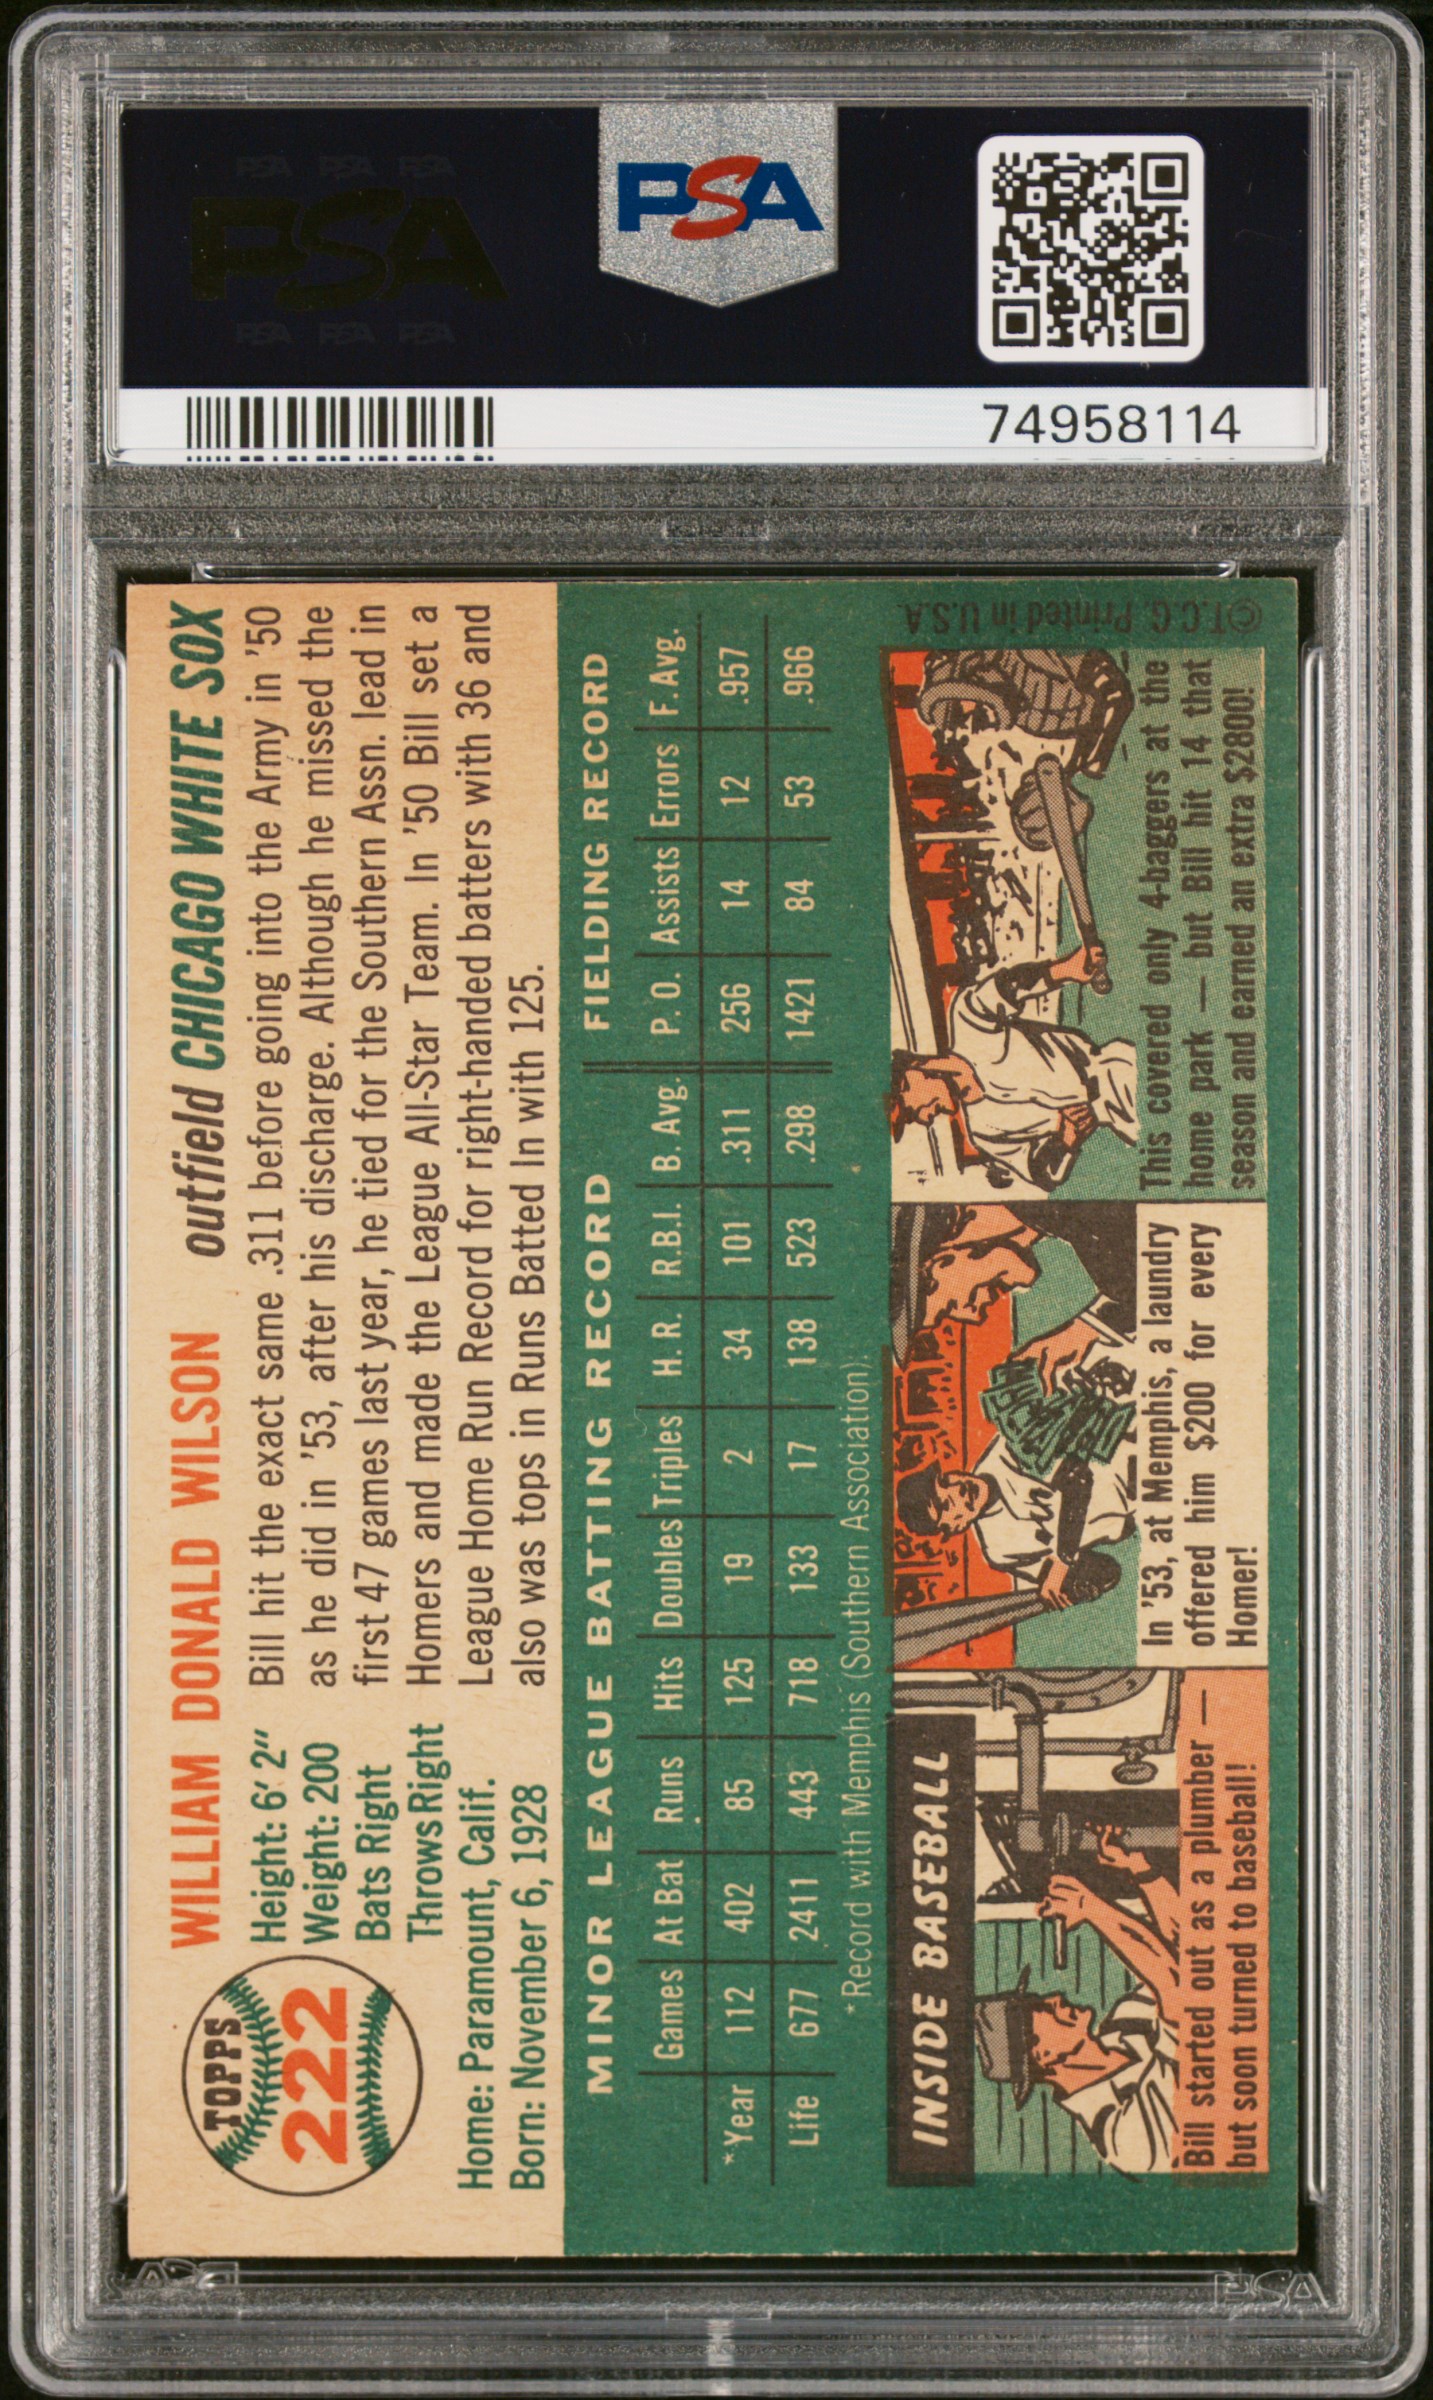 PSA PSA PSA
PSA
PSA PSA PSA
PSA
74958114
TOPPS
222
WILLIAM DONALD WILSON outfield CHICAGO WHITE SOX
Height: 6' 2"
Weight: 200
Bats Right
Throws Right
Home: Paramount, Calif.
Born: November 6, 1928
Bill hit the exact same .311 before going into the Army in '50
as he did in '53, after his discharge. Although he missed the
first 47 games last year, he tied for the Southern Assn. lead in
Homers and made the League All-Star Team. In '50 Bill set a
League Home Run Record for right-handed batters with 36 and
also was tops in Runs Batted In with 125.
MINOR LEAGUE BATTING RECORD FIELDING RECORD
Games At Bat Runs Hits Doubles Triples H. R. R.B.I. B. Avg. P. O. Assists Errors F. Avg.
*Year 112 402 85 125 19 2 34 101 .311 256 14 12 .957
Life 677 2411 443 718 133 17 138 523 .298 1421 84 53 .966
*Record with Memphis (Southern Association).
INSIDE BASEBALL
Bill started out as a plumber —
but soon turned to baseball!
In '53, at Memphis, a laundry
offered him $200 for every
Homer!
This covered only 4-baggers at the
home park — but Bill hit 14 that
season and earned an extra $2800!
©T.C.G. Printed in U.S.A
PSA
PSA